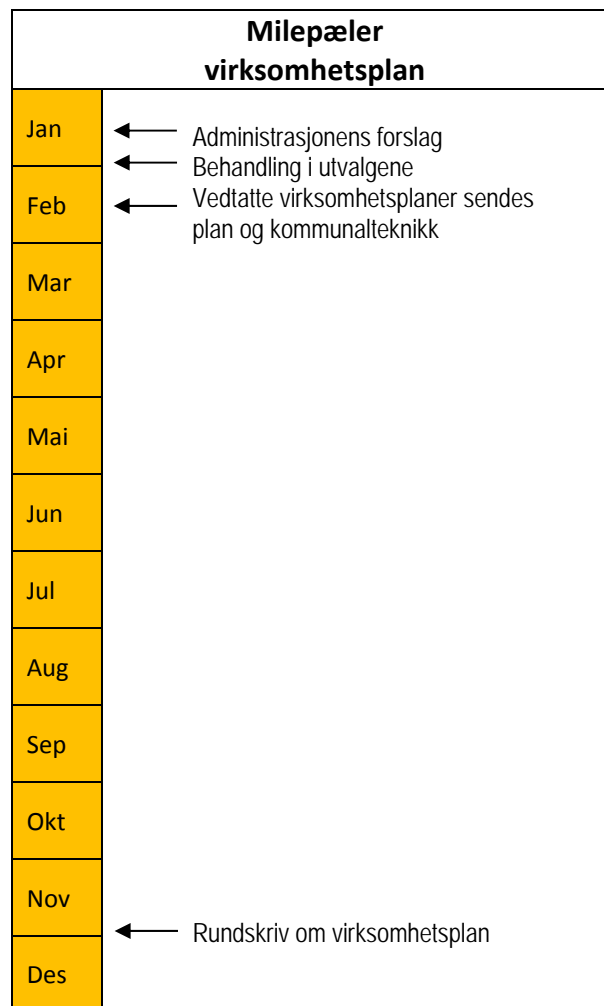 Milepæler
virksomhetsplan
Jan
Administrasjonens forslag
Behandling i utvalgene
Feb
Vedtatte virksomhetsplaner sendes
plan og kommunalteknikk
Mar
Apr
Mai
Jun
Jul
Aug
Sep
Okt
Nov
Rundskriv om virksomhetsplan
Des